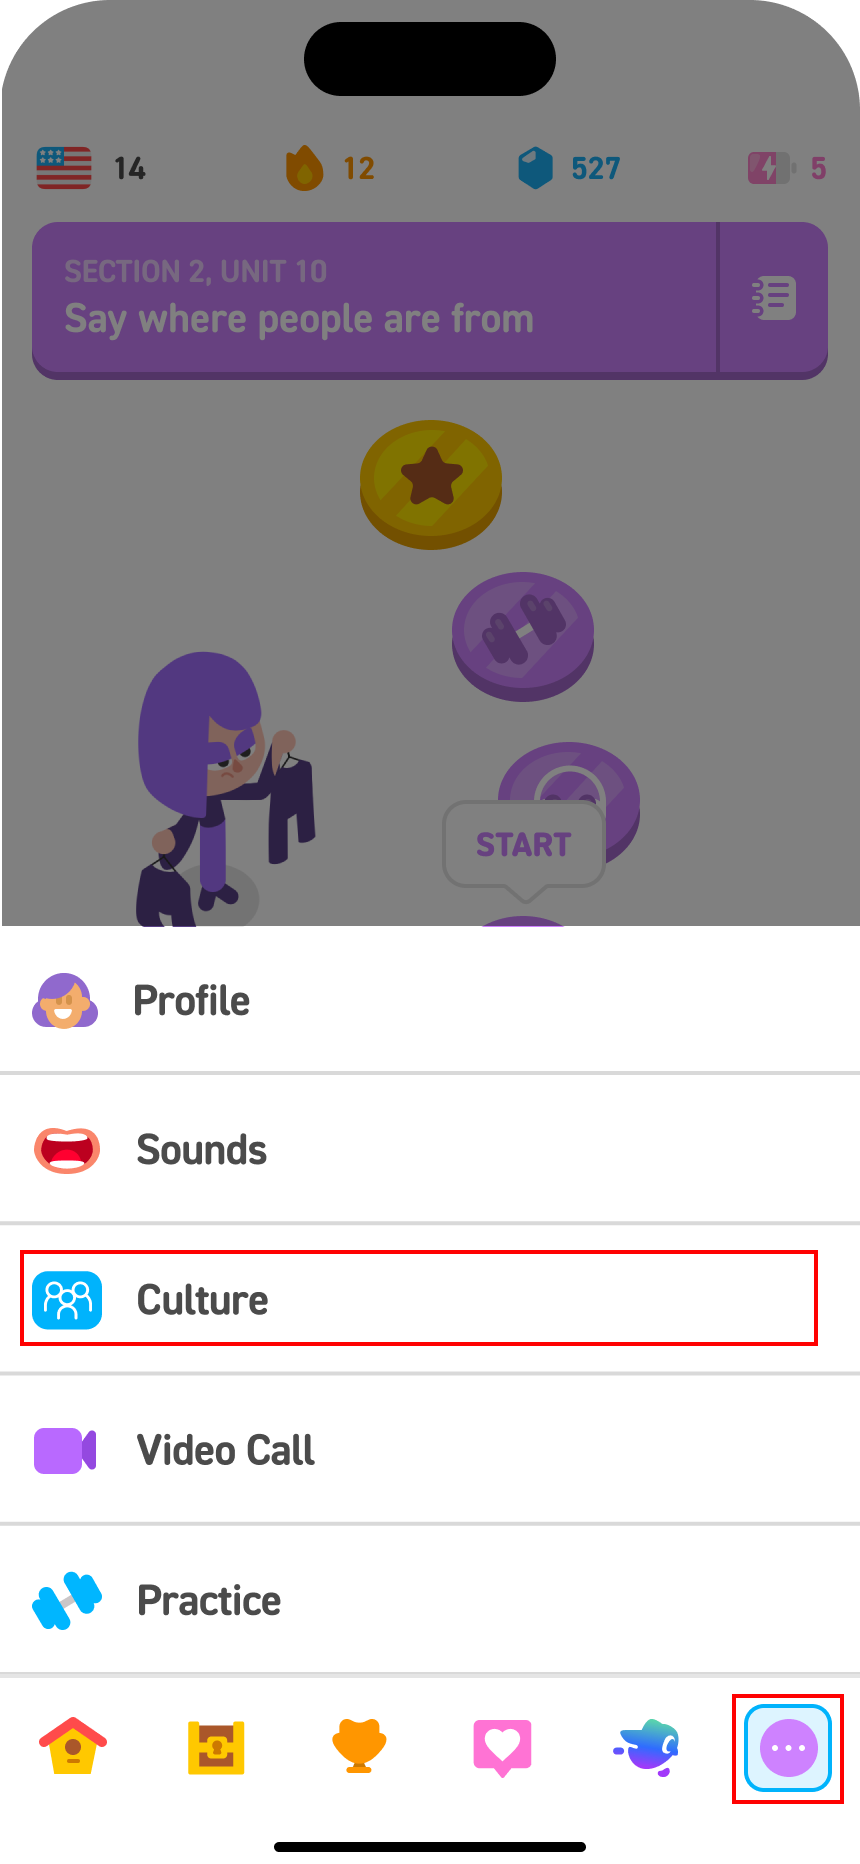 14
12
527
5
SECTION 2, UNIT 10
Say where people are from
START
Profile
Sounds
Culture
Video Call
Practice